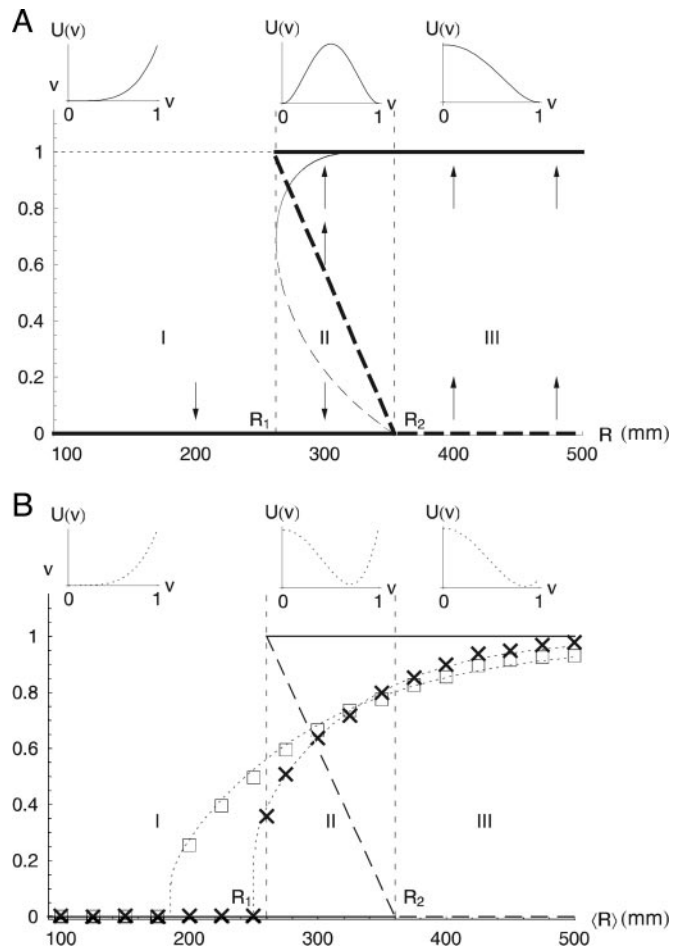 A
U(v) U(v) U(v)
v v v v
0 1 0 1 0 1
1
0.8
0.6
0.4
I II III
0.2
R1 R2
0 R (mm)
100 200 300 400 500
B
U(v) U(v) U(v)
v v v v
0 1 0 1 0 1
1
0.8
0.6
0.4
I II III
0.2
R1 R2
0 ⟨R⟩ (mm)
100 200 300 400 500